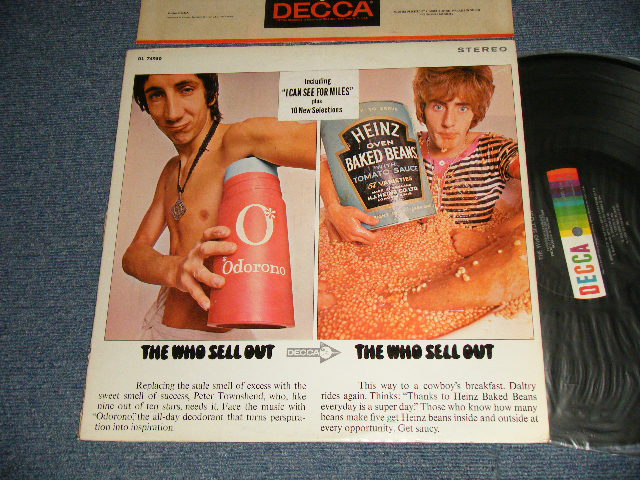 DECCA
STEREO
DL 74950
Including
"I CAN SEE FOR MILES"
plus
10 New Selections
HEINZ
OVEN
BAKED BEANS
WITH
TOMATO SAUCE
57 VARIETIES
O*
Odorono
DECCA
THE WHO SELL OUT
DECCA
THE WHO SELL OUT
Replacing the stale smell of excess with the
sweet smell of success, Peter Townshend, who, like
nine out of ten stars, needs it. Face the music with
"Odorono," the all-day deodorant that turns perspira-
tion into inspiration.
This way to a cowboy's breakfast. Daltry
rides again. Thinks: "Thanks to Heinz Baked Beans
everyday is a super day." Those who know how many
beans make five get Heinz beans inside and outside at
every opportunity. Get saucy.